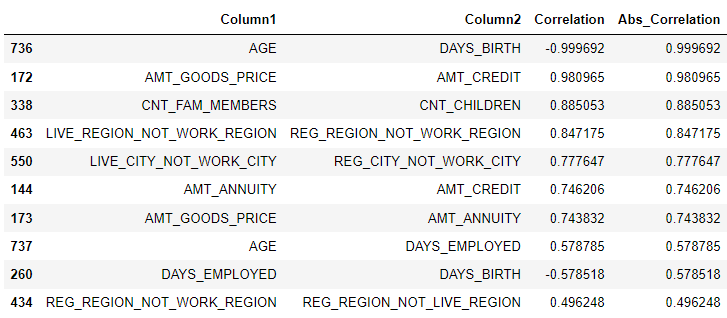 Column1 Column2 Correlation Abs_Correlation
736 AGE DAYS_BIRTH -0.999692 0.999692
172 AMT_GOODS_PRICE AMT_CREDIT 0.980965 0.980965
338 CNT_FAM_MEMBERS CNT_CHILDREN 0.885053 0.885053
463 LIVE_REGION_NOT_WORK_REGION REG_REGION_NOT_WORK_REGION 0.847175 0.847175
550 LIVE_CITY_NOT_WORK_CITY REG_CITY_NOT_WORK_CITY 0.777647 0.777647
144 AMT_ANNUITY AMT_CREDIT 0.746206 0.746206
173 AMT_GOODS_PRICE AMT_ANNUITY 0.743832 0.743832
737 AGE DAYS_EMPLOYED 0.578785 0.578785
260 DAYS_EMPLOYED DAYS_BIRTH -0.578518 0.578518
434 REG_REGION_NOT_WORK_REGION REG_REGION_NOT_LIVE_REGION 0.496248 0.496248